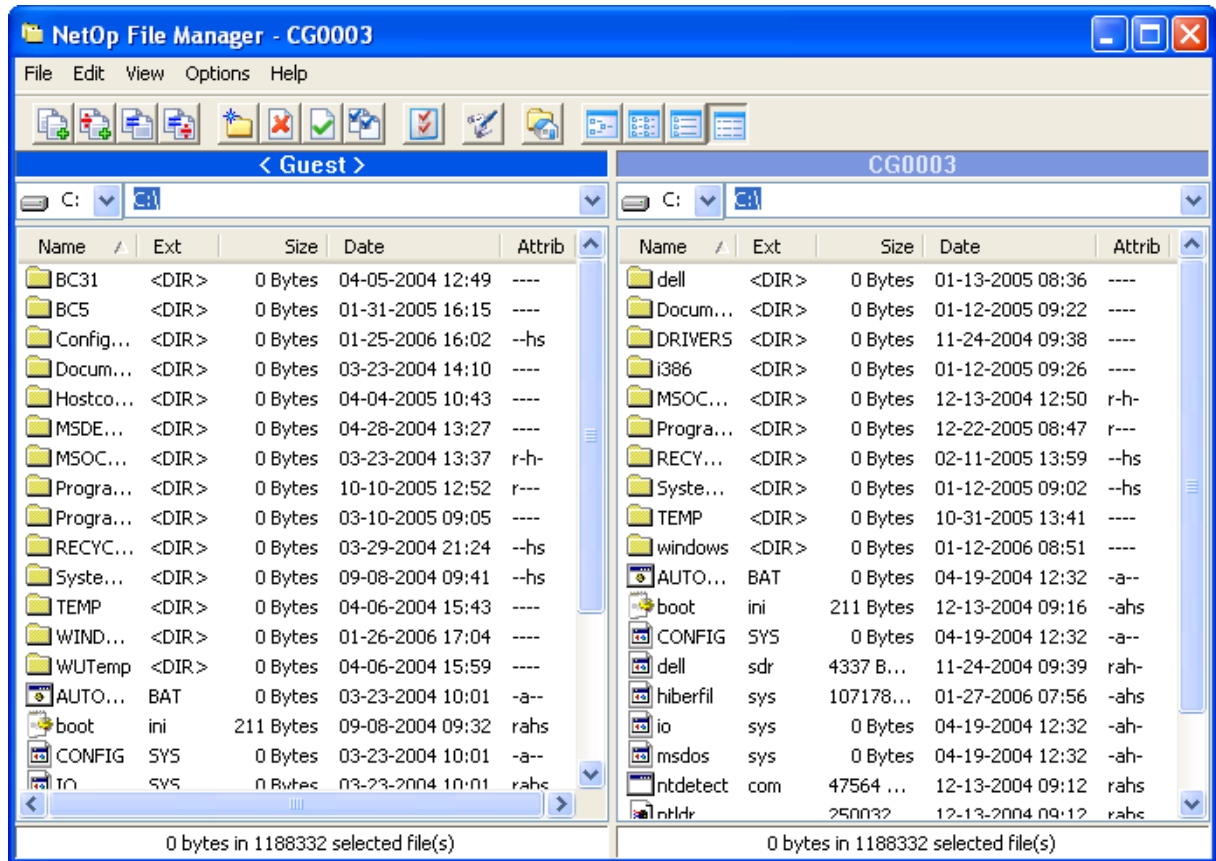 NetOp File Manager - CG0003
File Edit View Options Help
< Guest >
CG0003
C: C:\
C: C:\
Name Ext Size Date Attrib
BC31 <DIR> 0 Bytes 04-05-2004 12:49 ----
BC5 <DIR> 0 Bytes 01-31-2005 16:15 ----
Config... <DIR> 0 Bytes 01-25-2006 16:02 --hs
Docum... <DIR> 0 Bytes 03-23-2004 14:10 ----
Hostco... <DIR> 0 Bytes 04-04-2005 10:43 ----
MSDE... <DIR> 0 Bytes 04-28-2004 13:27 ----
MSOC... <DIR> 0 Bytes 03-23-2004 13:37 r-h-
Progra... <DIR> 0 Bytes 10-10-2005 12:52 r---
Progra... <DIR> 0 Bytes 03-10-2005 09:05 ----
RECYC... <DIR> 0 Bytes 03-29-2004 21:24 --hs
Syste... <DIR> 0 Bytes 09-08-2004 09:41 --hs
TEMP <DIR> 0 Bytes 04-06-2004 15:43 ----
WIND... <DIR> 0 Bytes 01-26-2006 17:04 ----
WUTemp <DIR> 0 Bytes 04-06-2004 15:59 ----
AUTO... BAT 0 Bytes 03-23-2004 10:01 -a--
boot ini 211 Bytes 09-08-2004 09:32 rahs
CONFIG SYS 0 Bytes 03-23-2004 10:01 -a--
IO SYS 0 Bytes 03-23-2004 10:01 rahs
0 bytes in 1188332 selected file(s)
Name Ext Size Date Attrib
dell <DIR> 0 Bytes 01-13-2005 08:36 ----
Docum... <DIR> 0 Bytes 01-12-2005 09:22 ----
DRIVERS <DIR> 0 Bytes 11-24-2004 09:38 ----
i386 <DIR> 0 Bytes 01-12-2005 09:26 ----
MSOC... <DIR> 0 Bytes 12-13-2004 12:50 r-h-
Progra... <DIR> 0 Bytes 12-22-2005 08:47 r---
RECY... <DIR> 0 Bytes 02-11-2005 13:59 --hs
Syste... <DIR> 0 Bytes 01-12-2005 09:02 --hs
TEMP <DIR> 0 Bytes 10-31-2005 13:41 ----
windows <DIR> 0 Bytes 01-12-2006 08:51 ----
AUTO... BAT 0 Bytes 04-19-2004 12:32 -a--
boot ini 211 Bytes 12-13-2004 09:16 -ahs
CONFIG SYS 0 Bytes 04-19-2004 12:32 -a--
dell sdr 4337 B... 11-24-2004 09:39 rah-
hiberfil sys 107178... 01-27-2006 07:56 -ahs
io sys 0 Bytes 04-19-2004 12:32 -ah-
msdos sys 0 Bytes 04-19-2004 12:32 -ah-
ntdetect com 47564 ... 12-13-2004 09:12 rahs
ntldr 250032 12-13-2004 09:12 rahs
0 bytes in 1188332 selected file(s)